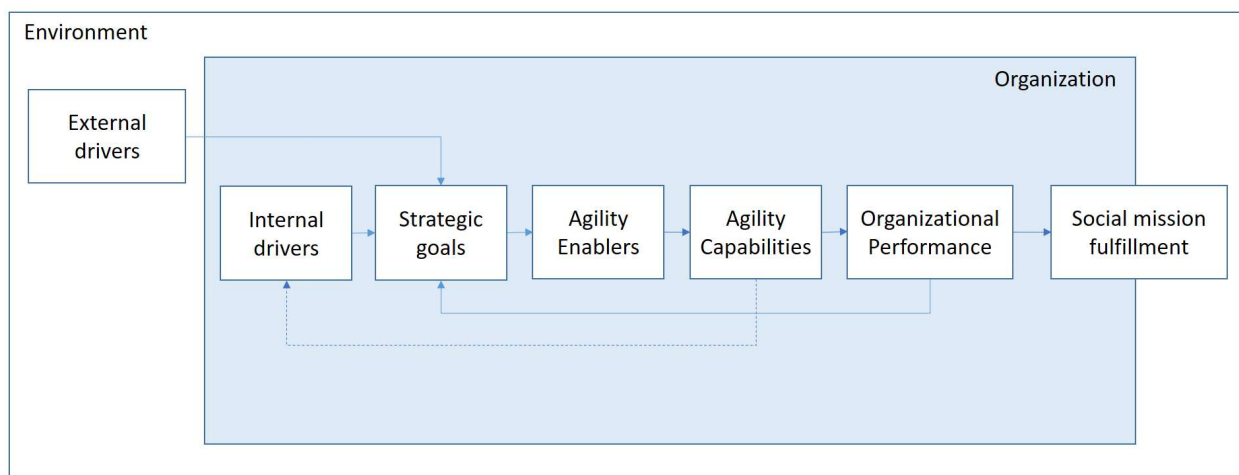 Environment
Organization
External
drivers
Internal
drivers
Strategic
goals
Agility
Enablers
Agility
Capabilities
Organizational
Performance
Social mission
fulfillment